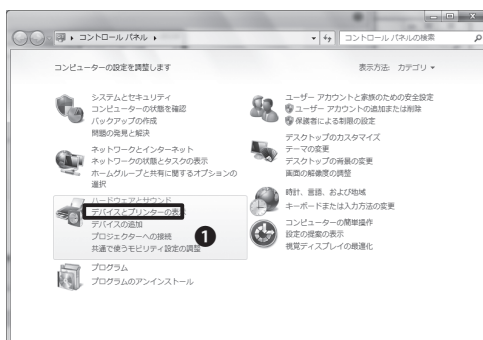 コントロール パネル
コントロール パネルの検索
コンピューターの設定を調整します
表示方法: カテゴリ
システムとセキュリティ
コンピューターの状態を確認
バックアップの作成
問題の発見と解決
ネットワークとインターネット
ネットワークの状態とタスクの表示
ホームグループと共有に関するオプションの
選択
ハードウェアとサウンド
デバイスとプリンターの表示
デバイスの追加
プロジェクターへの接続
共通で使うモビリティ設定の調整
1
プログラム
プログラムのアンインストール
ユーザー アカウントと家族のための安全設定
ユーザー アカウントの追加または削除
保護者による制限の設定
デスクトップのカスタマイズ
テーマの変更
デスクトップの背景の変更
画面の解像度の調整
時計、言語、および地域
キーボードまたは入力方法の変更
コンピューターの簡単操作
設定の提案の表示
視覚ディスプレイの最適化